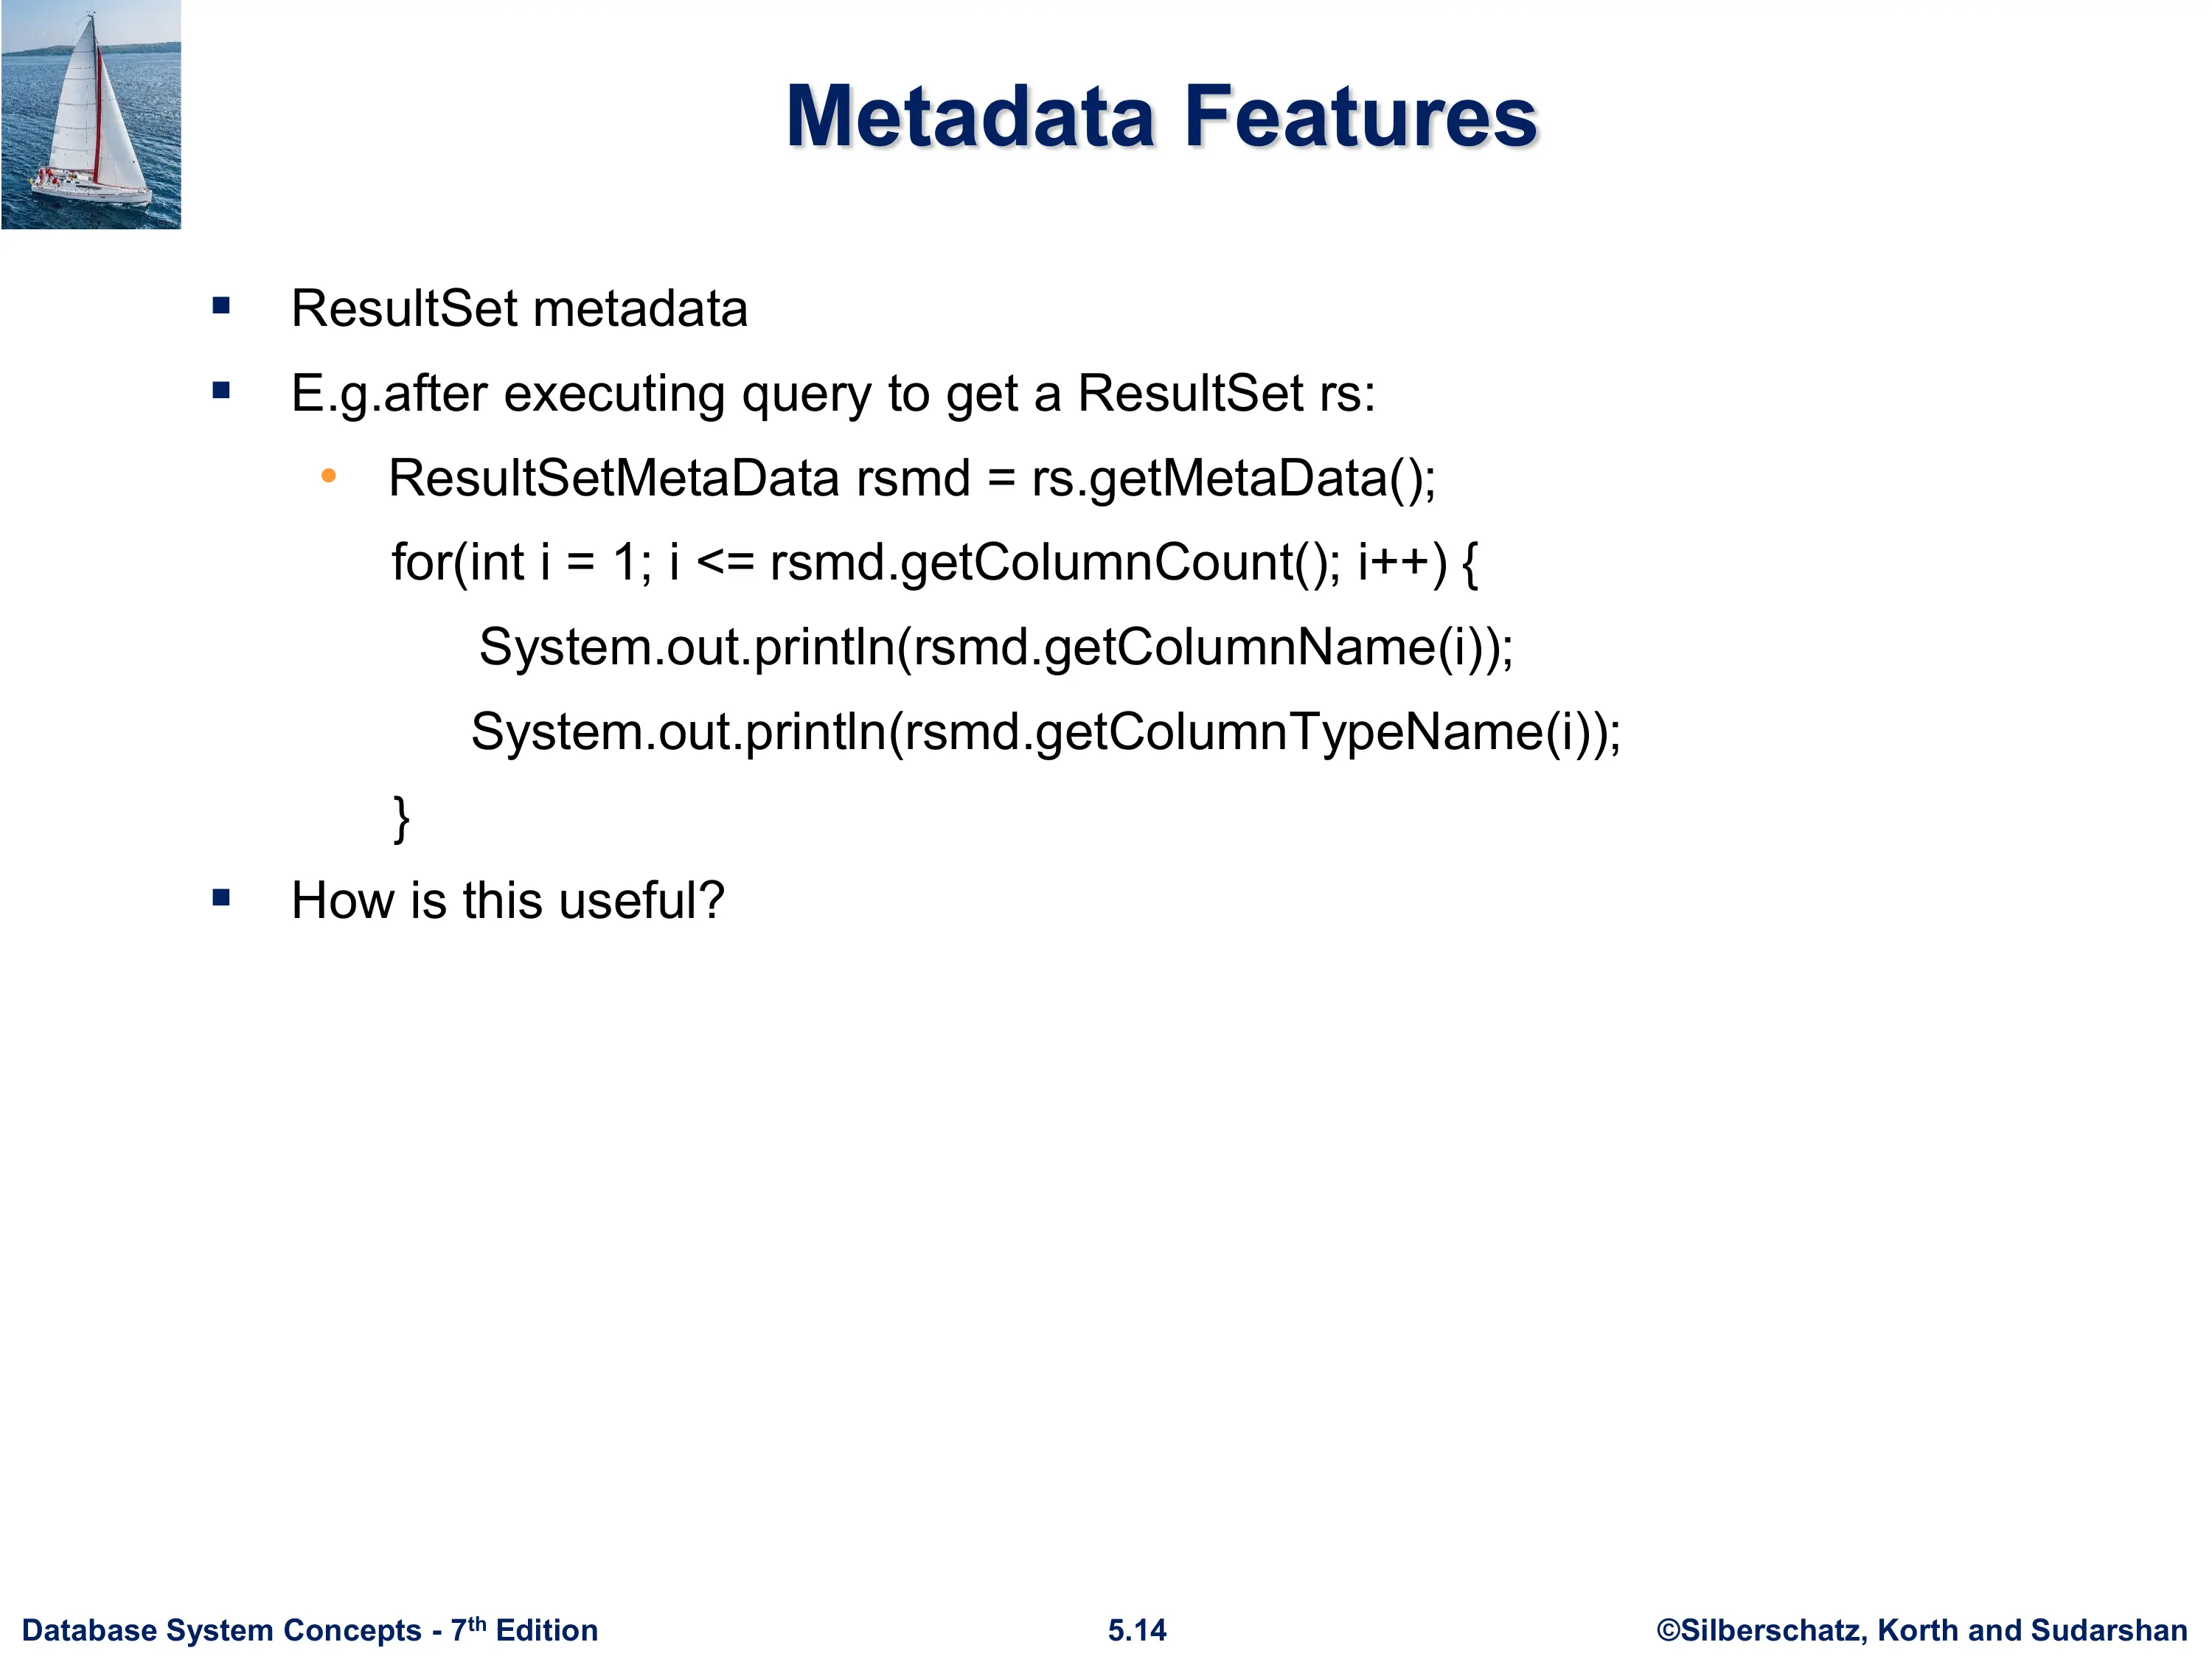 Metadata Features
▪ ResultSet metadata
▪ E.g.after executing query to get a ResultSet rs:
• ResultSetMetaData rsmd = rs.getMetaData();
for(int i = 1; i <= rsmd.getColumnCount(); i++) {
System.out.println(rsmd.getColumnName(i));
System.out.println(rsmd.getColumnTypeName(i));
}
▪ How is this useful?
Database System Concepts - 7th Edition
5.14
©Silberschatz, Korth and Sudarshan